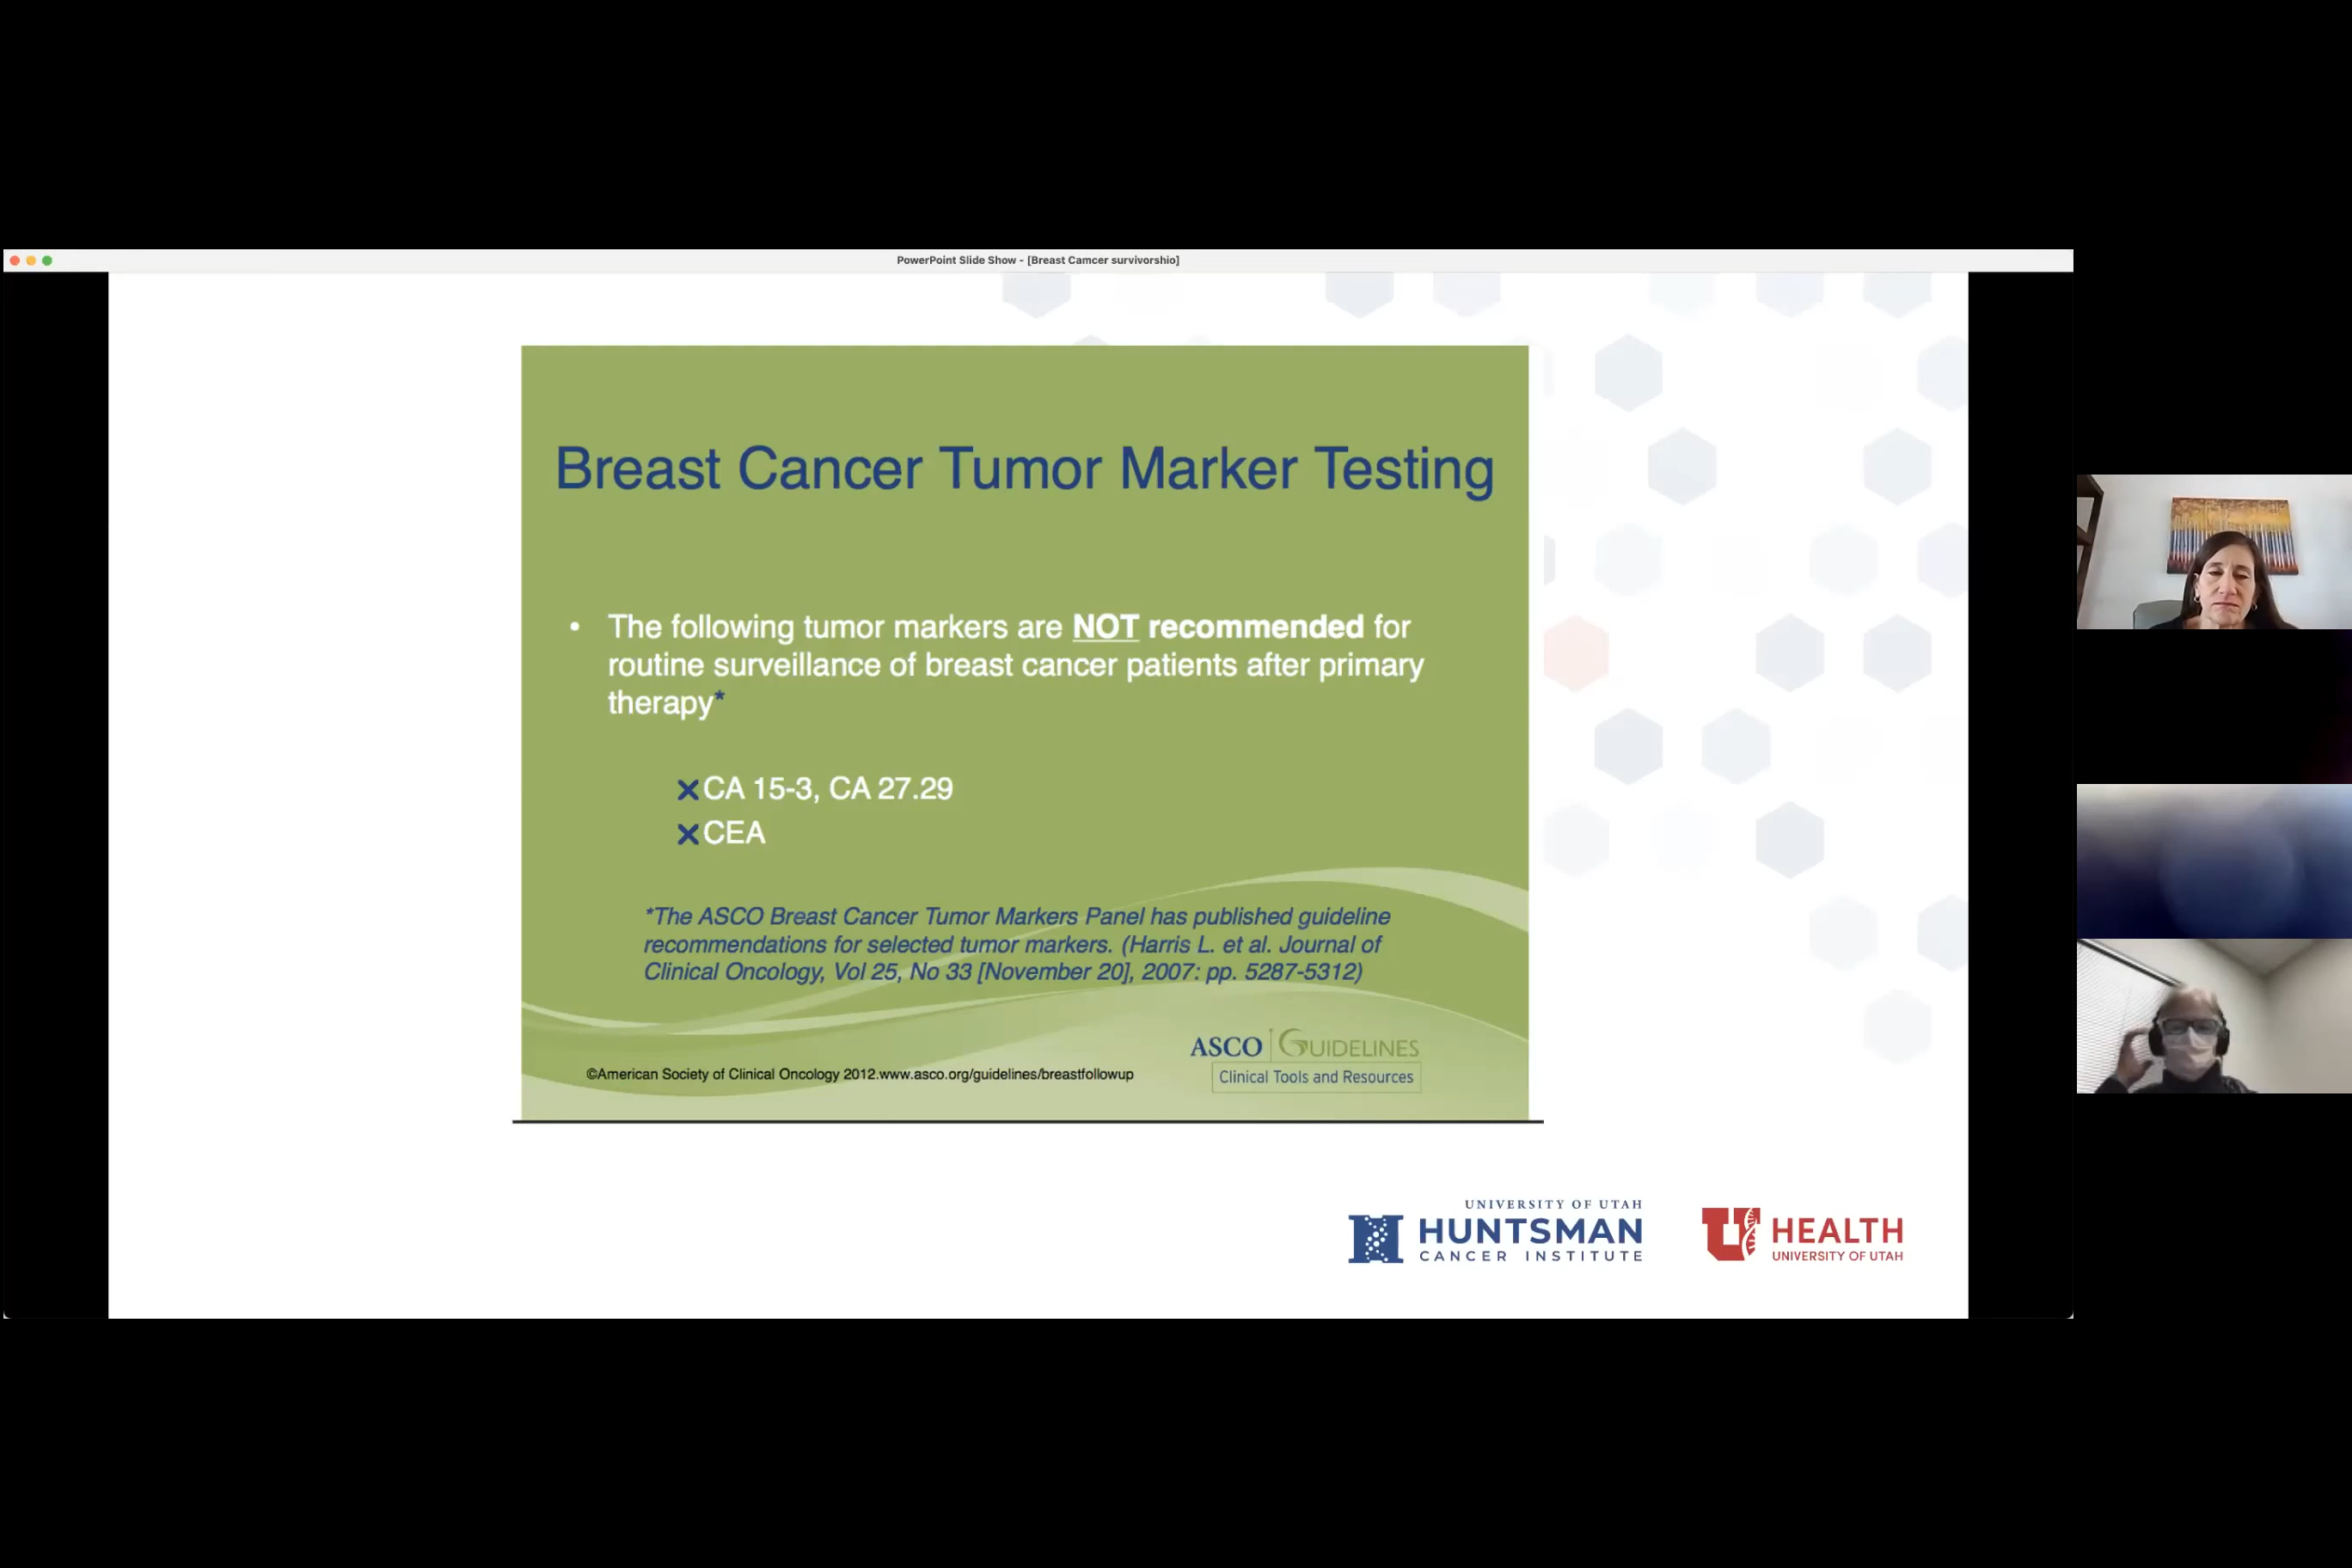 PowerPoint Slide Show - [Breast Camcer survivorshio]
Breast Cancer Tumor Marker Testing
• The following tumor markers are NOT recommended for
routine surveillance of breast cancer patients after primary
therapy*
×CA 15-3, CA 27.29
×CEA
*The ASCO Breast Cancer Tumor Markers Panel has published guideline
recommendations for selected tumor markers. (Harris L. et al. Journal of
Clinical Oncology, Vol 25, No 33 [November 20], 2007: pp. 5287-5312)
ASCO | GUIDELINES
Clinical Tools and Resources
©American Society of Clinical Oncology 2012.www.asco.org/guidelines/breastfollowup
UNIVERSITY OF UTAH
HUNTSMAN
CANCER INSTITUTE
U HEALTH
UNIVERSITY OF UTAH